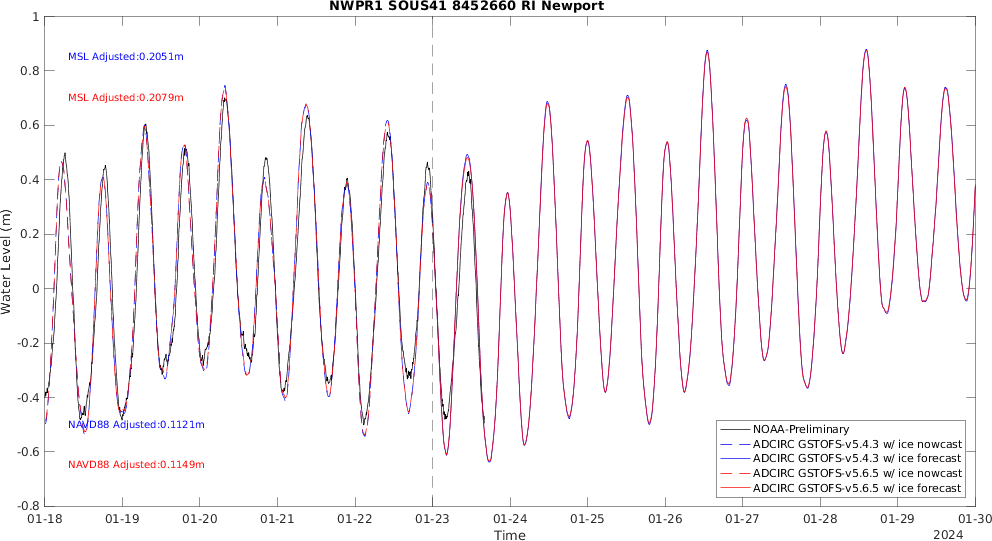 NWPR1 SOUS41 8452660 RI Newport
MSL Adjusted:0.2051m
MSL Adjusted:0.2079m
NAVD88 Adjusted:0.1121m
NAVD88 Adjusted:0.1149m
Water Level (m)
1
0.8
0.6
0.4
0.2
0
-0.2
-0.4
-0.6
-0.8
NOAA-Preliminary
ADCIRC GSTOFS-v5.4.3 w/ ice nowcast
ADCIRC GSTOFS-v5.4.3 w/ ice forecast
ADCIRC GSTOFS-v5.6.5 w/ ice nowcast
ADCIRC GSTOFS-v5.6.5 w/ ice forecast
01-18 01-19 01-20 01-21 01-22 01-23 01-24 01-25 01-26 01-27 01-28 01-29 01-30
Time
2024